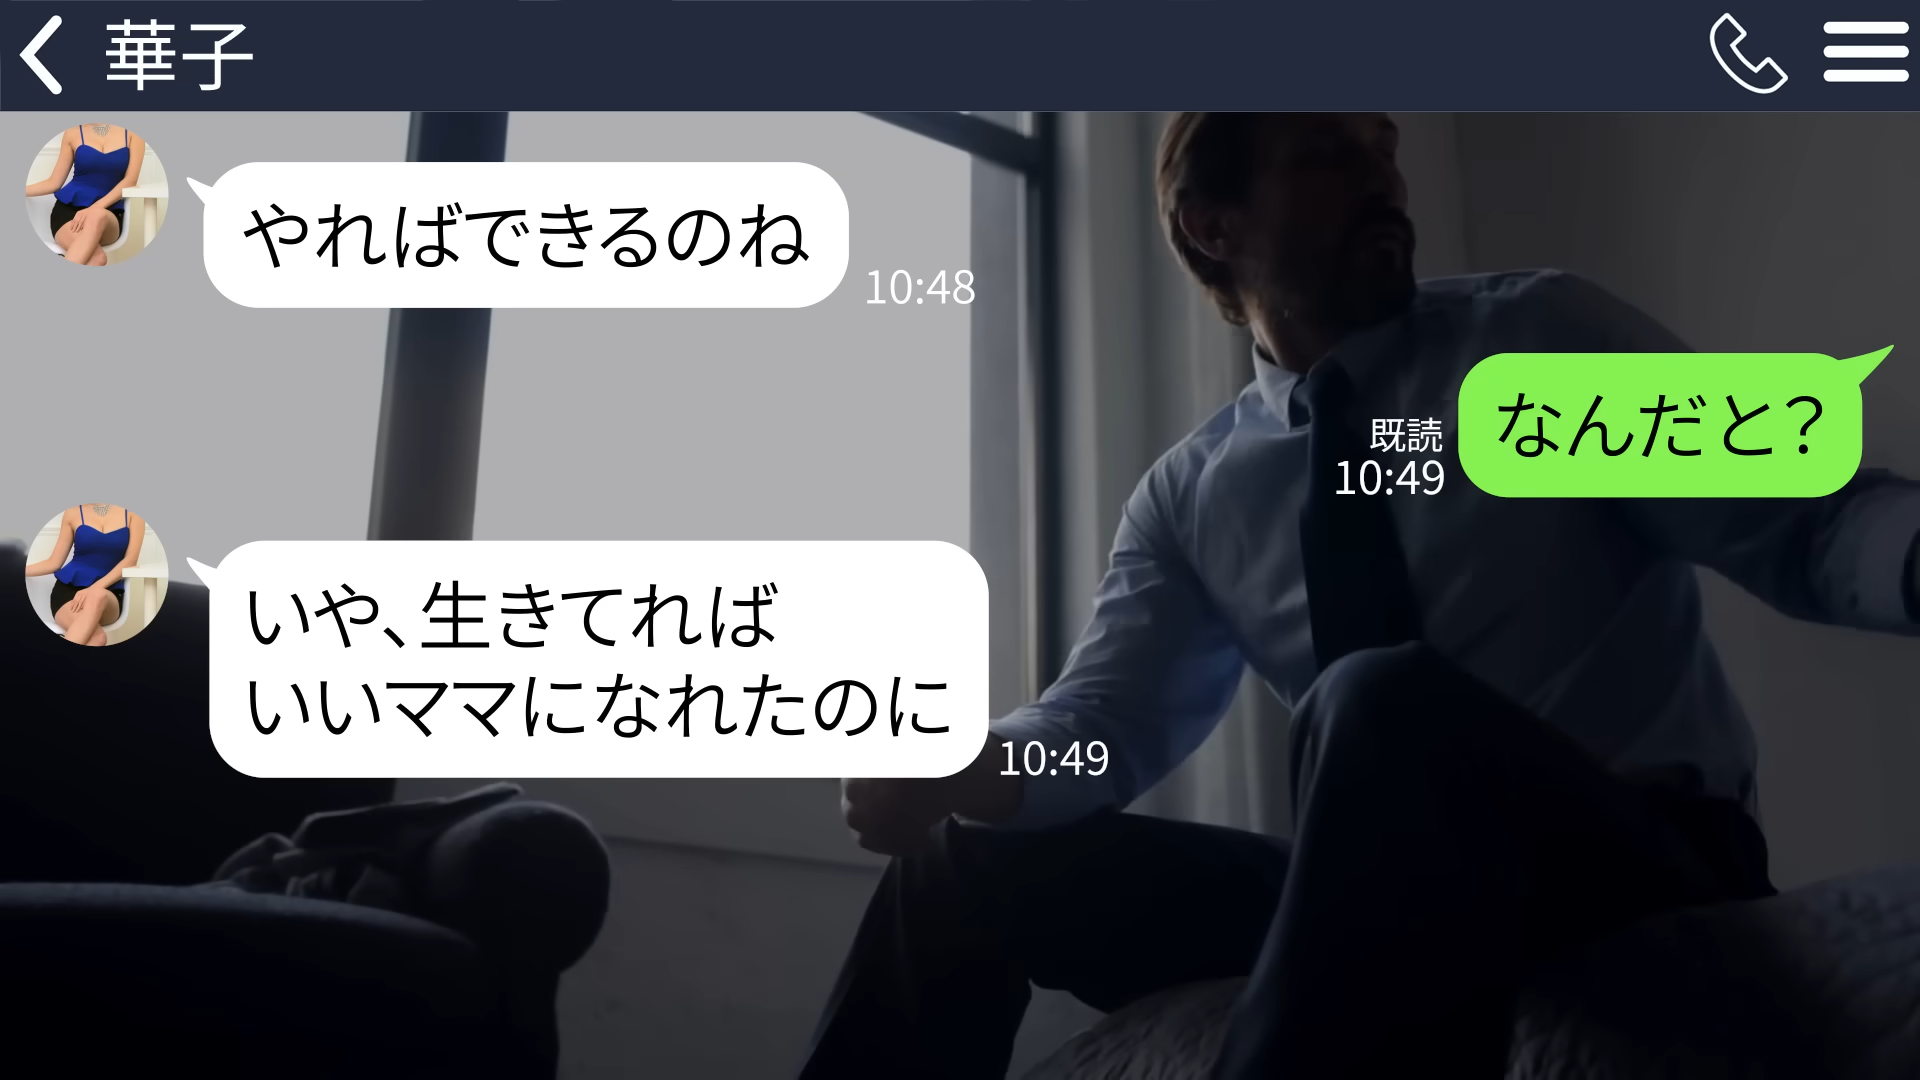 華子
やればできるのね
10:48
なんだと？
既読
10:49
いや、生きてれば
いいママになれたのに
10:49